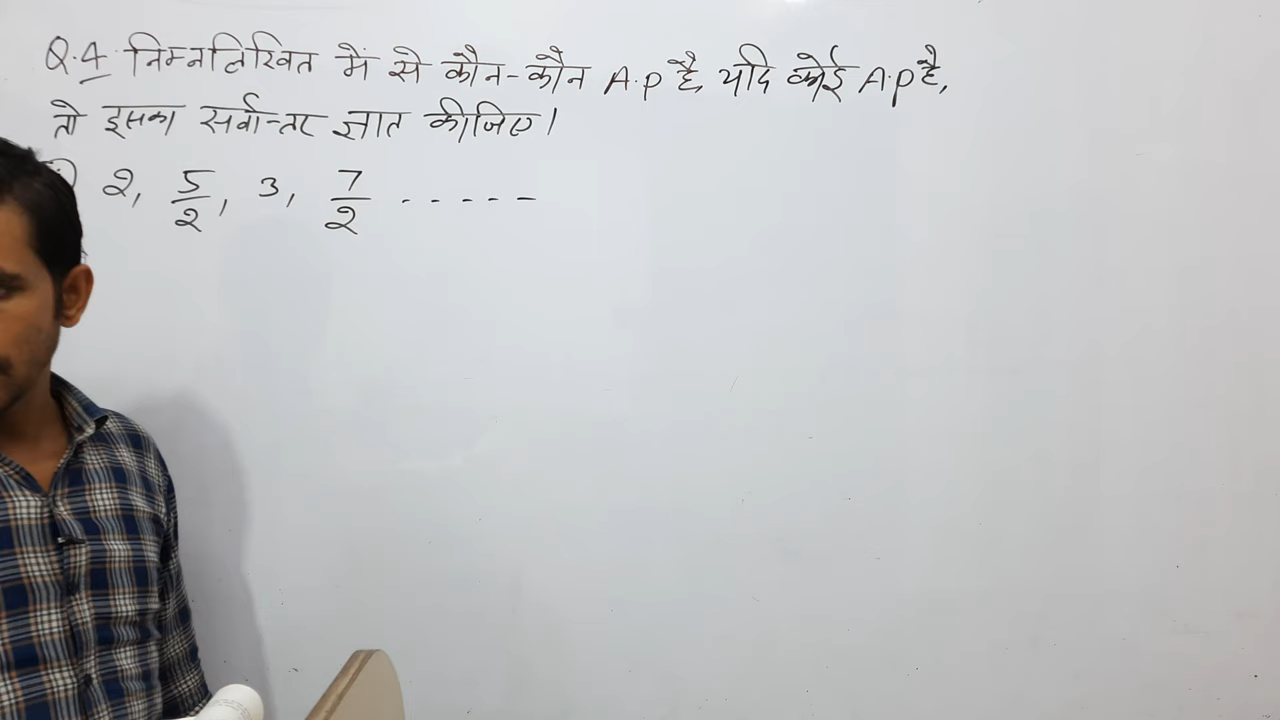 Q.4 निम्नलिखित में से कौन-कौन A.P है, यदि कोई A.P है,
तो इसका सर्वान्तर ज्ञात कीजिए।
2, 5/2, 3, 7/2 -----